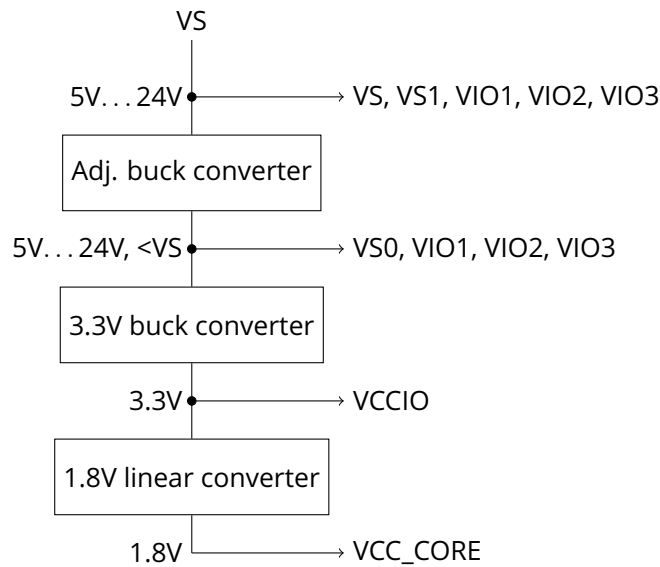 VS
5V...24V VS, VS1, VIO1, VIO2, VIO3
Adj. buck converter
5V...24V, <VS VS0, VIO1, VIO2, VIO3
3.3V buck converter
3.3V VCCIO
1.8V linear converter
1.8V VCC_CORE